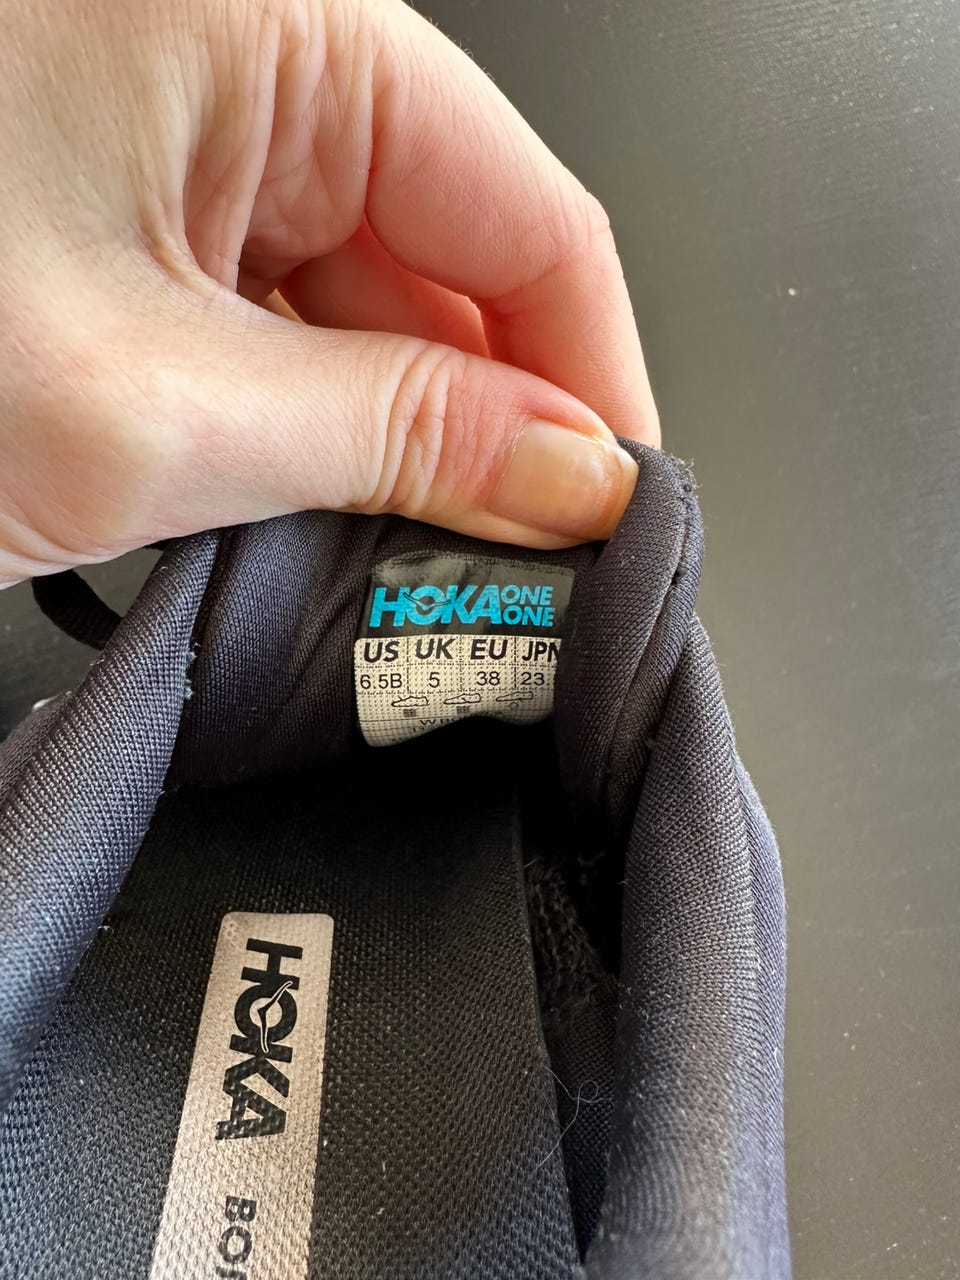 HOKA ONE ONE
US UK EU JPN
6.5B 5 38 23
HOKA